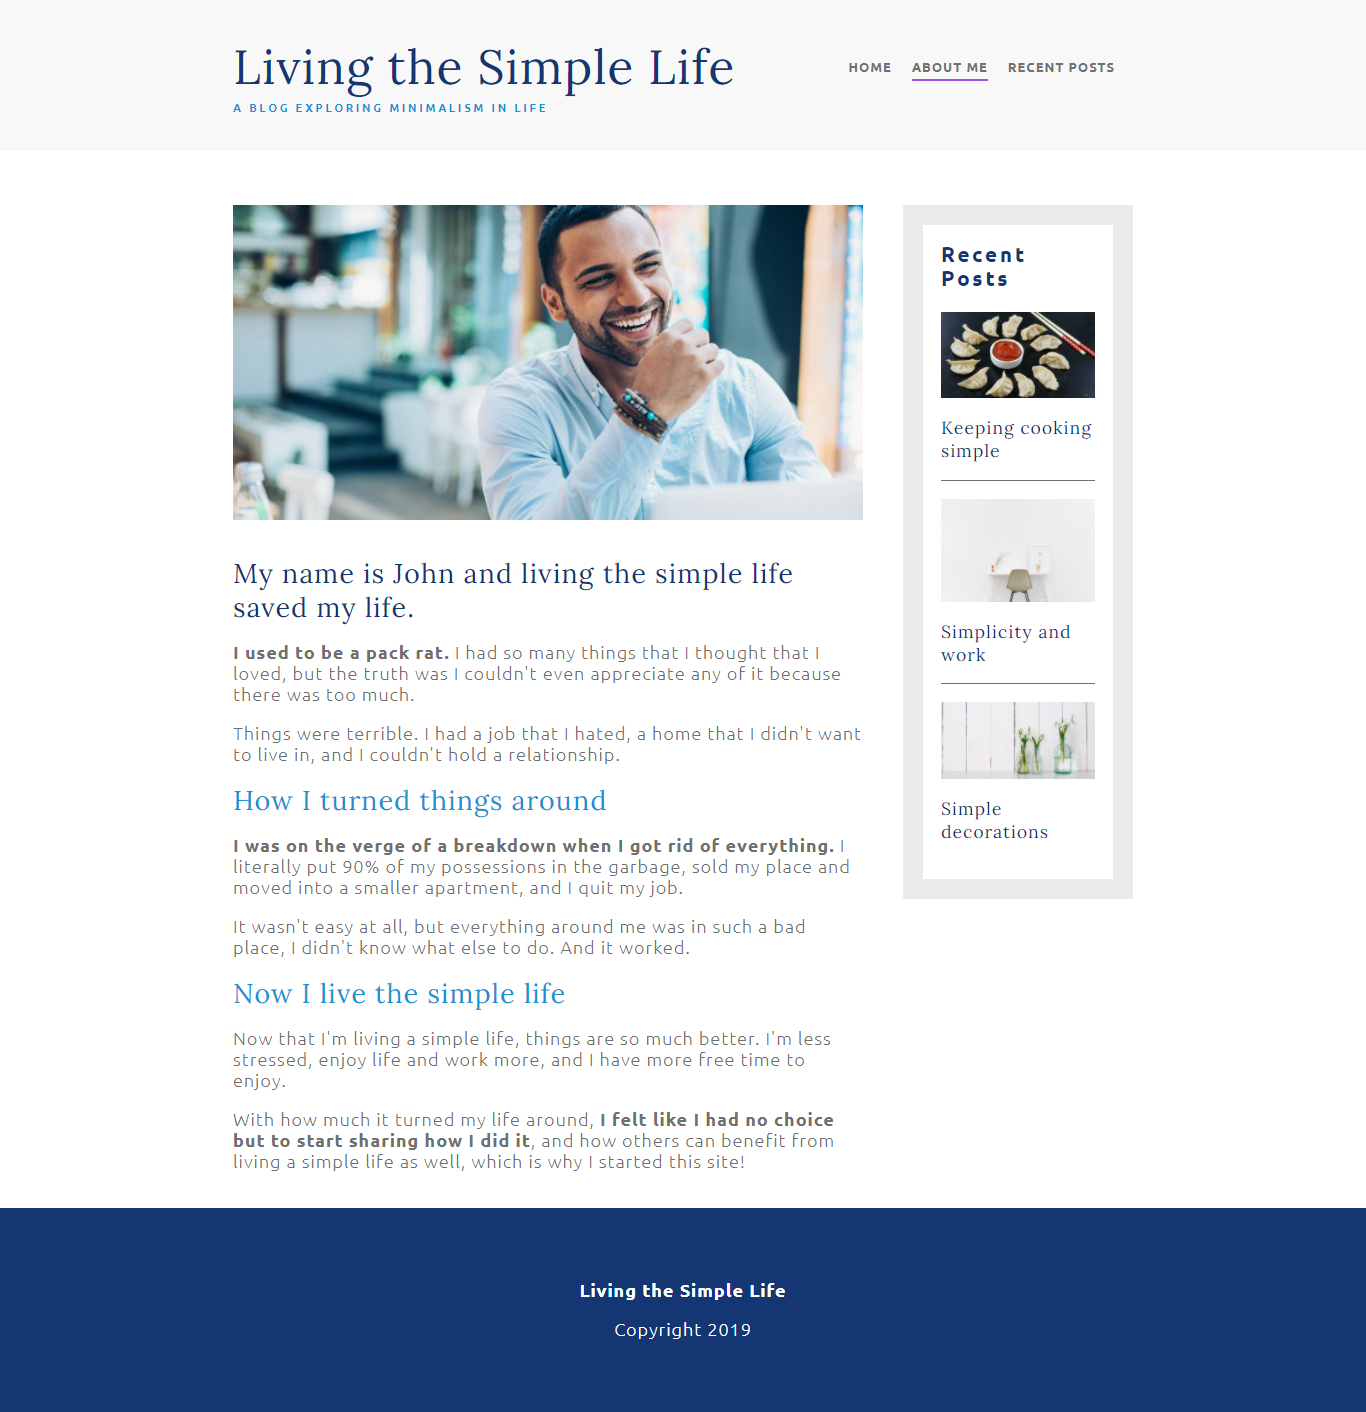 Living the Simple Life
A BLOG EXPLORING MINIMALISM IN LIFE
HOME ABOUT ME RECENT POSTS
My name is John and living the simple life
saved my life.
I used to be a pack rat. I had so many things that I thought that I
loved, but the truth was I couldn't even appreciate any of it because
there was too much.
Things were terrible. I had a job that I hated, a home that I didn't want
to live in, and I couldn't hold a relationship.
How I turned things around
I was on the verge of a breakdown when I got rid of everything. I
literally put 90% of my possessions in the garbage, sold my place and
moved into a smaller apartment, and I quit my job.
It wasn't easy at all, but everything around me was in such a bad
place, I didn't know what else to do. And it worked.
Now I live the simple life
Now that I'm living a simple life, things are so much better. I'm less
stressed, enjoy life and work more, and I have more free time to
enjoy.
With how much it turned my life around, I felt like I had no choice
but to start sharing how I did it, and how others can benefit from
living a simple life as well, which is why I started this site!
Recent
Posts
Keeping cooking
simple
Simplicity and
work
Simple
decorations
Living the Simple Life
Copyright 2019